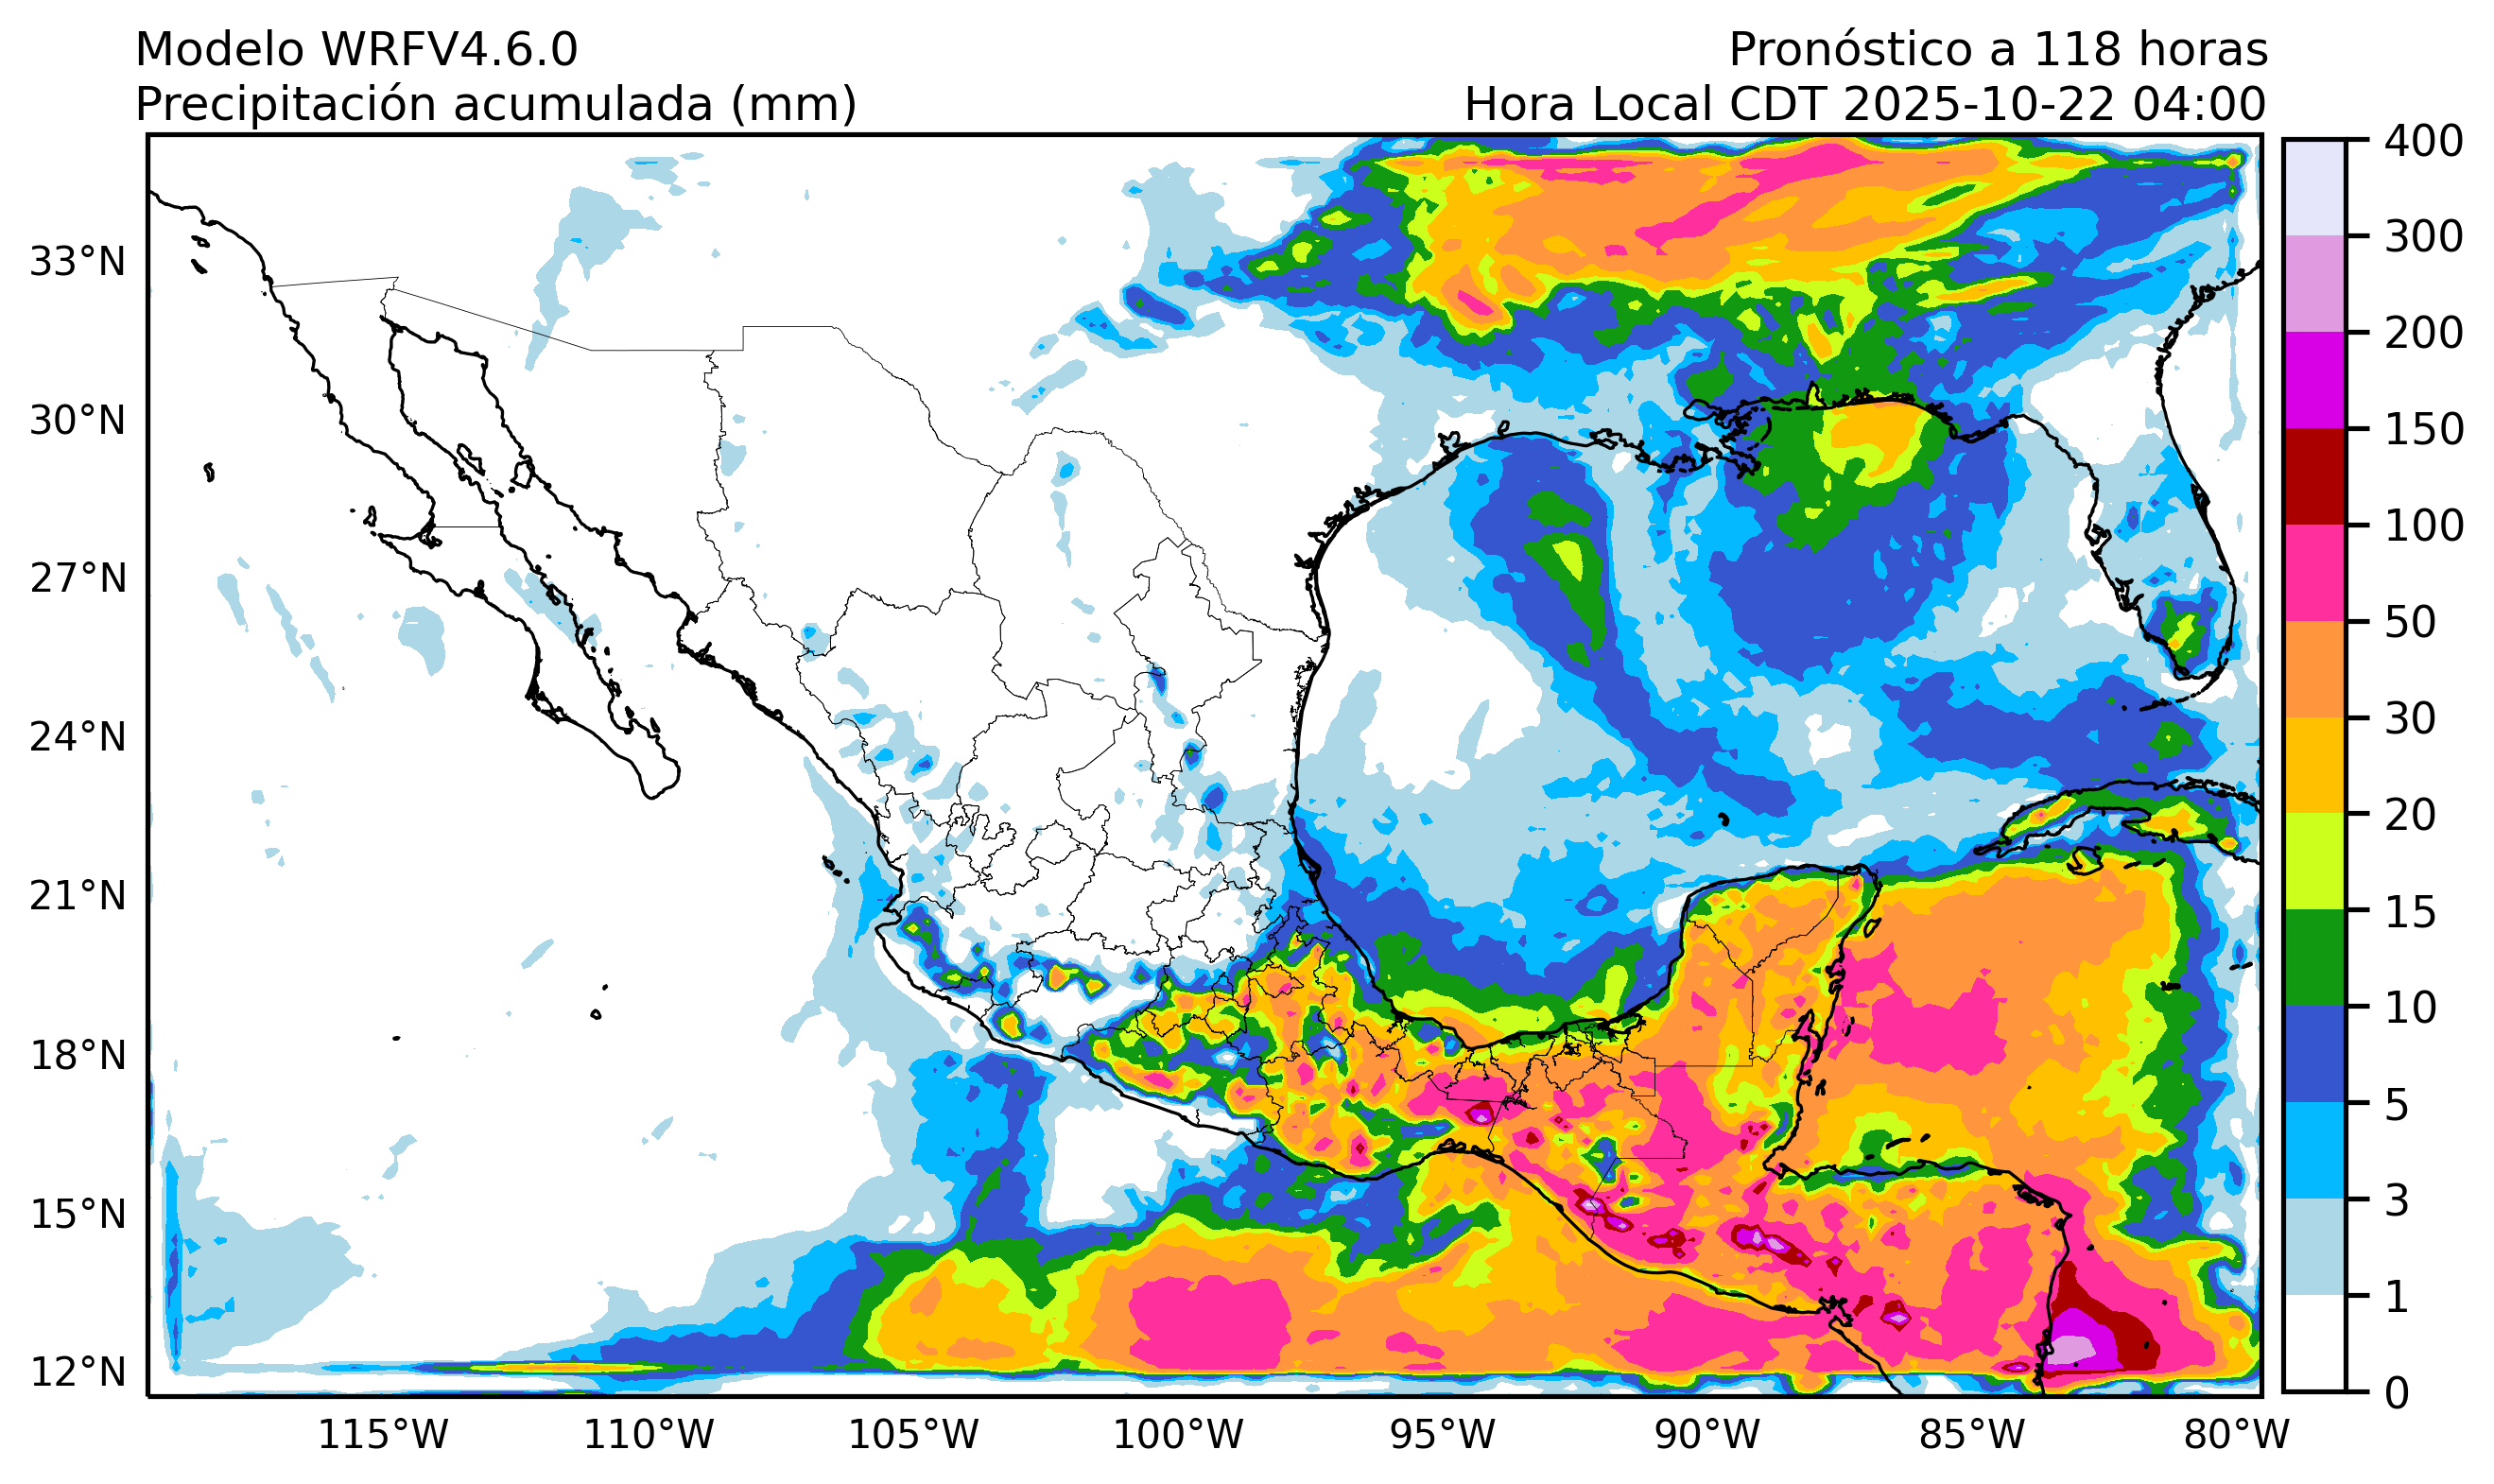 Modelo WRFV4.6.0
Precipitación acumulada (mm)
Pronóstico a 118 horas
Hora Local CDT 2025-10-22 04:00
33°N
30°N
27°N
24°N
21°N
18°N
15°N
12°N
115°W
110°W
105°W
100°W
95°W
90°W
85°W
80°W
400
300
200
150
100
50
30
20
15
10
5
3
1
0